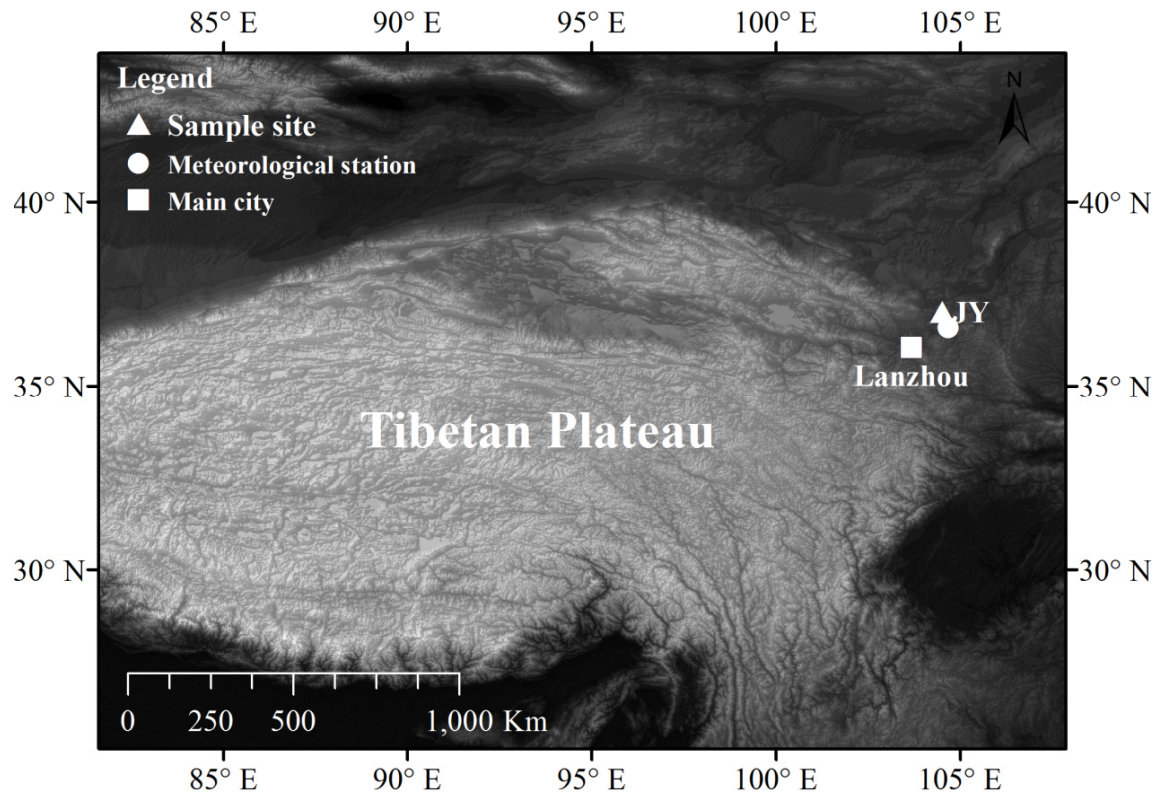 85° E 90° E 95° E 100° E 105° E
Legend
N
Sample site
Meteorological station
Main city
40° N 40° N
JY
35° N 35° N
Lanzhou
Tibetan Plateau
30° N 30° N
0 250 500 1,000 Km
85° E 90° E 95° E 100° E 105° E